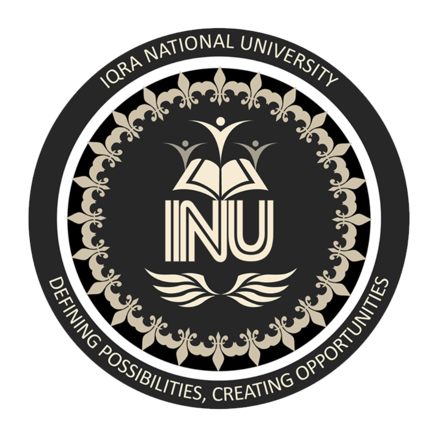 IQRA NATIONAL UNIVERSITY
INU
DEFINING POSSIBILITIES, CREATING OPPORTUNITIES